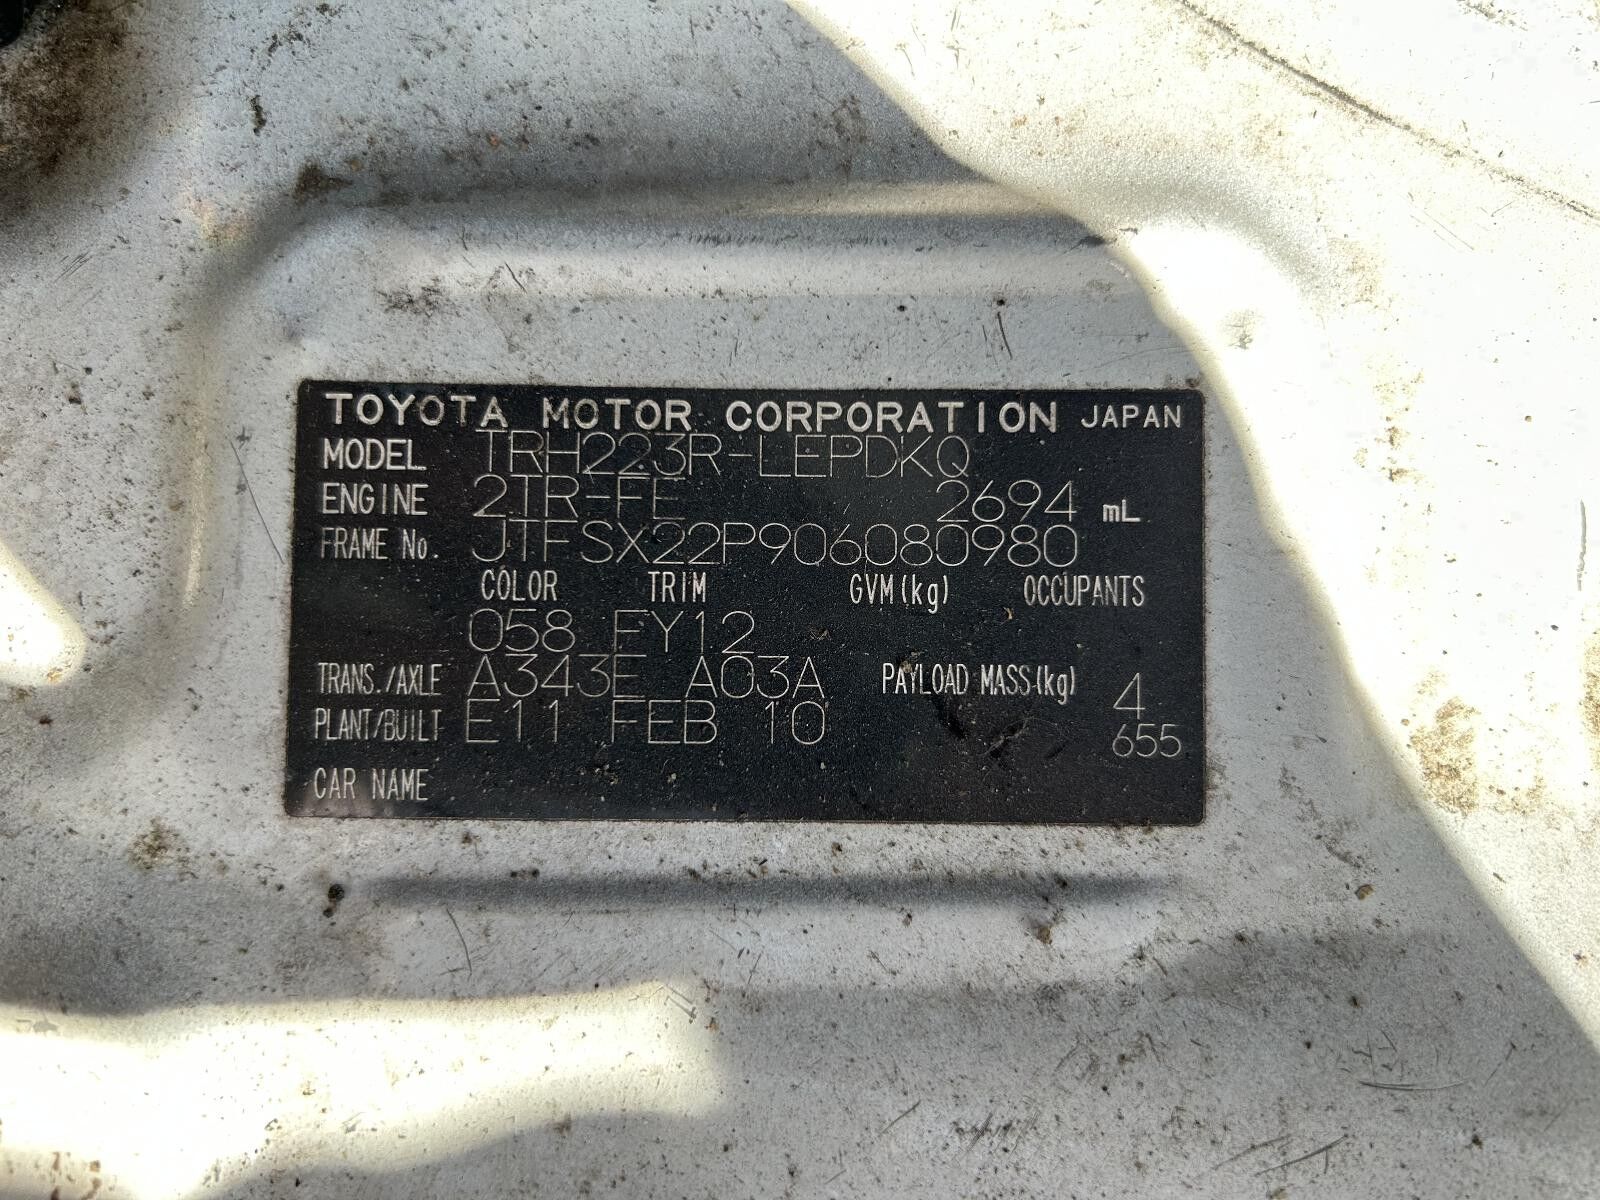 TOYOTA MOTOR CORPORATION JAPAN
MODEL TRH223R-LEPDKQ
ENGINE 2TR-FE 2694 mL
FRAME No. JTFSX22P906080980
COLOR TRIM GVM(kg) OCCUPANTS
058 FY12
TRANS./AXLE A343E A03A PAYLOAD MASS(kg) 4
PLANT/BUILT E11 FEB 10 655
CAR NAME